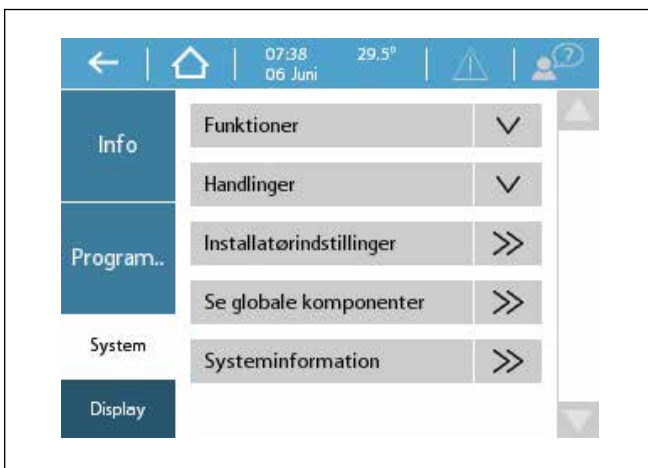 07:38 29.5°
06 Juni
?
Info
Program..
System
Display
Funktioner
Handlinger
Installatørindstillinger
Se globale komponenter
Systeminformation